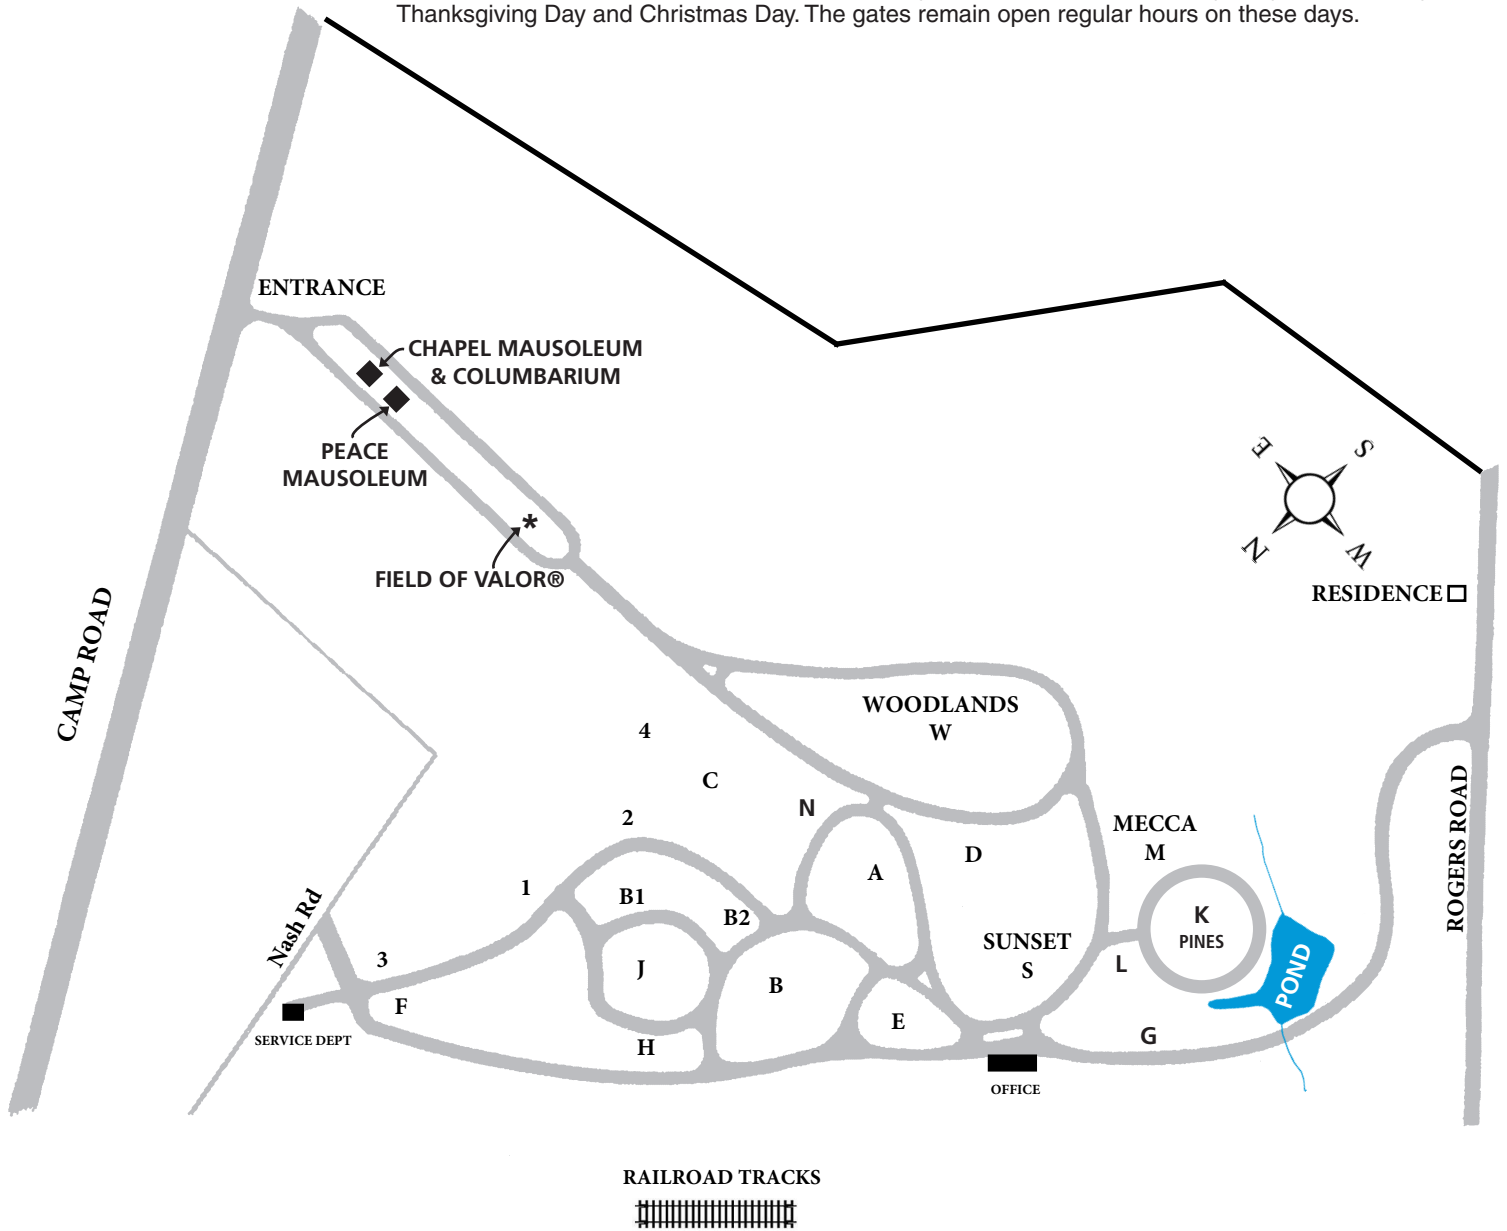 Thanksgiving Day and Christmas Day. The gates remain open regular hours on these days.
ENTRANCE
CHAPEL MAUSOLEUM
& COLUMBARIUM
PEACE
MAUSOLEUM
*
FIELD OF VALOR®
E
S
N
W
RESIDENCE
CAMP ROAD
WOODLANDS
W
4
C
N
2
MECCA
M
D
A
ROGERS ROAD
1
B1
B2
K
PINES
Nash Rd
SUNSET
S
3
J
L
B
POND
F
E
G
SERVICE DEPT
H
OFFICE
RAILROAD TRACKS